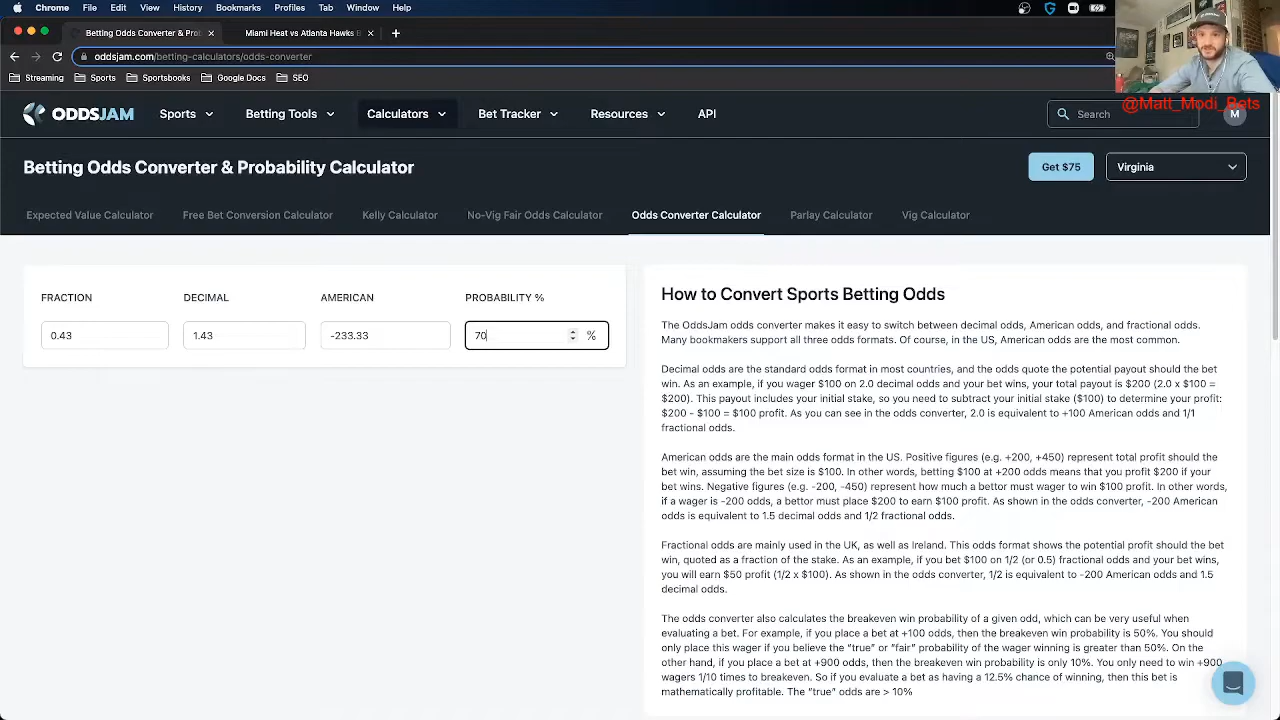 Chrome File Edit View History Bookmarks Profiles Tab Window Help
Betting Odds Converter & Prob
Miami Heat vs Atlanta Hawks B
oddsjam.com/betting-calculators/odds-converter
Streaming Sports Sportsbooks Google Docs SEO
@Matt_Modi_Bets
ODDSJAM Sports Betting Tools Calculators Bet Tracker Resources API Search M
Betting Odds Converter & Probability Calculator Get $75 Virginia
Expected Value Calculator Free Bet Conversion Calculator Kelly Calculator No-Vig Fair Odds Calculator Odds Converter Calculator Parlay Calculator Vig Calculator
FRACTION DECIMAL AMERICAN PROBABILITY %
0.43 1.43 -233.33 70 %
How to Convert Sports Betting Odds
The OddsJam odds converter makes it easy to switch between decimal odds, American odds, and fractional odds.
Many bookmakers support all three odds formats. Of course, in the US, American odds are the most common.
Decimal odds are the standard odds format in most countries, and the odds quote the potential payout should the bet
win. As an example, if you wager $100 on 2.0 decimal odds and your bet wins, your total payout is $200 (2.0 x $100 =
$200). This payout includes your initial stake, so you need to subtract your initial stake ($100) to determine your profit:
$200 - $100 = $100 profit. As you can see in the odds converter, 2.0 is equivalent to +100 American odds and 1/1
fractional odds.
American odds are the main odds format in the US. Positive figures (e.g. +200, +450) represent total profit should the
bet win, assuming the bet size is $100. In other words, betting $100 at +200 odds means that you profit $200 if your
bet wins. Negative figures (e.g. -200, -450) represent how much a bettor must wager to win $100 profit. In other words,
if a wager is -200 odds, a bettor must place $200 to earn $100 profit. As shown in the odds converter, -200 American
odds is equivalent to 1.5 decimal odds and 1/2 fractional odds.
Fractional odds are mainly used in the UK, as well as Ireland. This odds format shows the potential profit should the bet
win, quoted as a fraction of the stake. As an example, if you bet $100 on 1/2 (or 0.5) fractional odds and your bet wins,
you will earn $50 profit (1/2 x $100). As shown in the odds converter, 1/2 is equivalent to -200 American odds and 1.5
decimal odds.
The odds converter also calculates the breakeven win probability of a given odd, which can be very useful when
evaluating a bet. For example, if you place a bet at +100 odds, then the breakeven win probability is 50%. You should
only place this wager if you believe the "true" or "fair" probability of the wager winning is greater than 50%. On the
other hand, if you place a bet at +900 odds, then the breakeven win probability is only 10%. You only need to win +900
wagers 1/10 times to breakeven. So if you evaluate a bet as having a 12.5% chance of winning, then this bet is
mathematically profitable. The "true" odds are > 10%